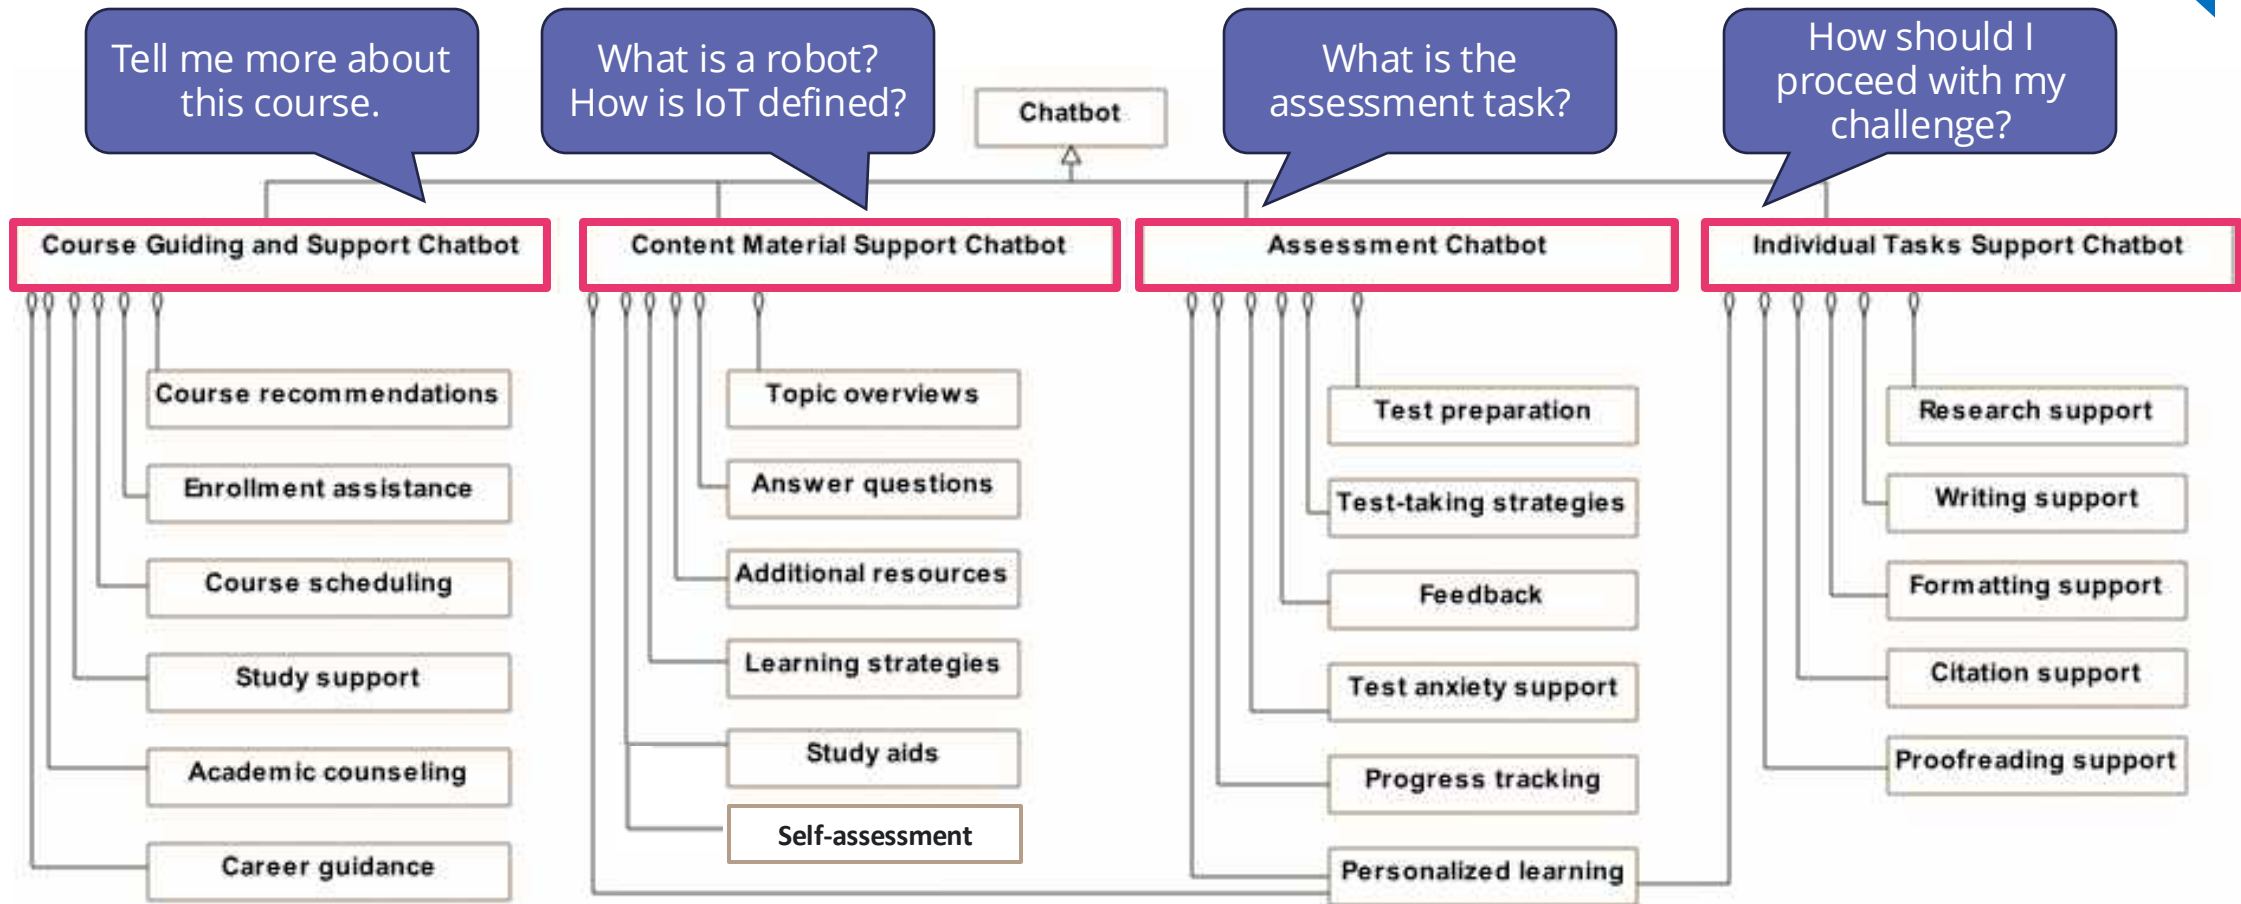 Tell me more about
this course.
What is a robot?
How is IoT defined?
What is the
assessment task?
How should I
proceed with my
challenge?
Chatbot
Course Guiding and Support Chatbot
Content Material Support Chatbot
Assessment Chatbot
Individual Tasks Support Chatbot
Course recommendations
Enrollment assistance
Course scheduling
Study support
Academic counseling
Career guidance
Topic overviews
Answer questions
Additional resources
Learning strategies
Study aids
Self-assessment
Test preparation
Test-taking strategies
Feedback
Test anxiety support
Progress tracking
Personalized learning
Research support
Writing support
Formatting support
Citation support
Proofreading support